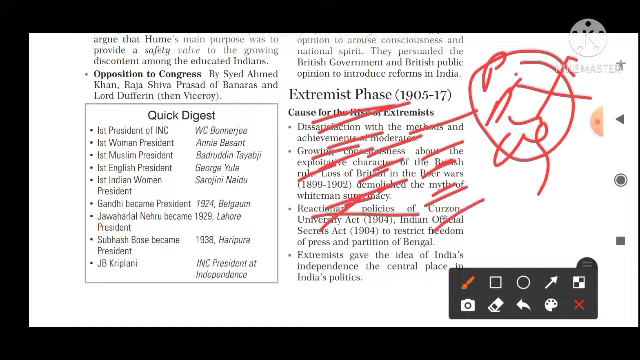 argue that Hume's main purpose was to
provide a safety valve to the growing
discontent among the educated Indians.
• Opposition to Congress By Syed Ahmed
Khan, Raja Shiva Prasad of Banaras and
Lord Dufferin (then Viceroy).
Quick Digest
• Ist President of INC WC Bonnerjee
• Ist Woman President Annie Besant
• Ist Muslim President Badruddin Tayabji
• Ist English President George Yule
• Ist Indian Women Sarojini Naidu
President
• Gandhi became President 1924, Belgaum
• Jawaharlal Nehru became 1929, Lahore
President
• Subhash Bose became 1938, Haripura
President
• JB Kriplani INC President at
Independence
opinion to arouse consciousness and
national spirit. They persuaded the
British Government and British public
opinion to introduce reforms in India.
Extremist Phase (1905-17)
Cause for the Rise of Extremists
• Dissatisfaction with the methods and
achievements of moderates.
• Growing consciousness about the
exploitative character of the British
rule. Loss of Britain in the Boer wars
(1899-1902) demolished the myth of
whiteman supremacy.
• Reactionary policies of Curzon-
University Act (1904), Indian Official
Secrets Act (1904) to restrict freedom
of press and partition of Bengal.
• Extremists gave the idea of India's
independence the central place in
India's politics.